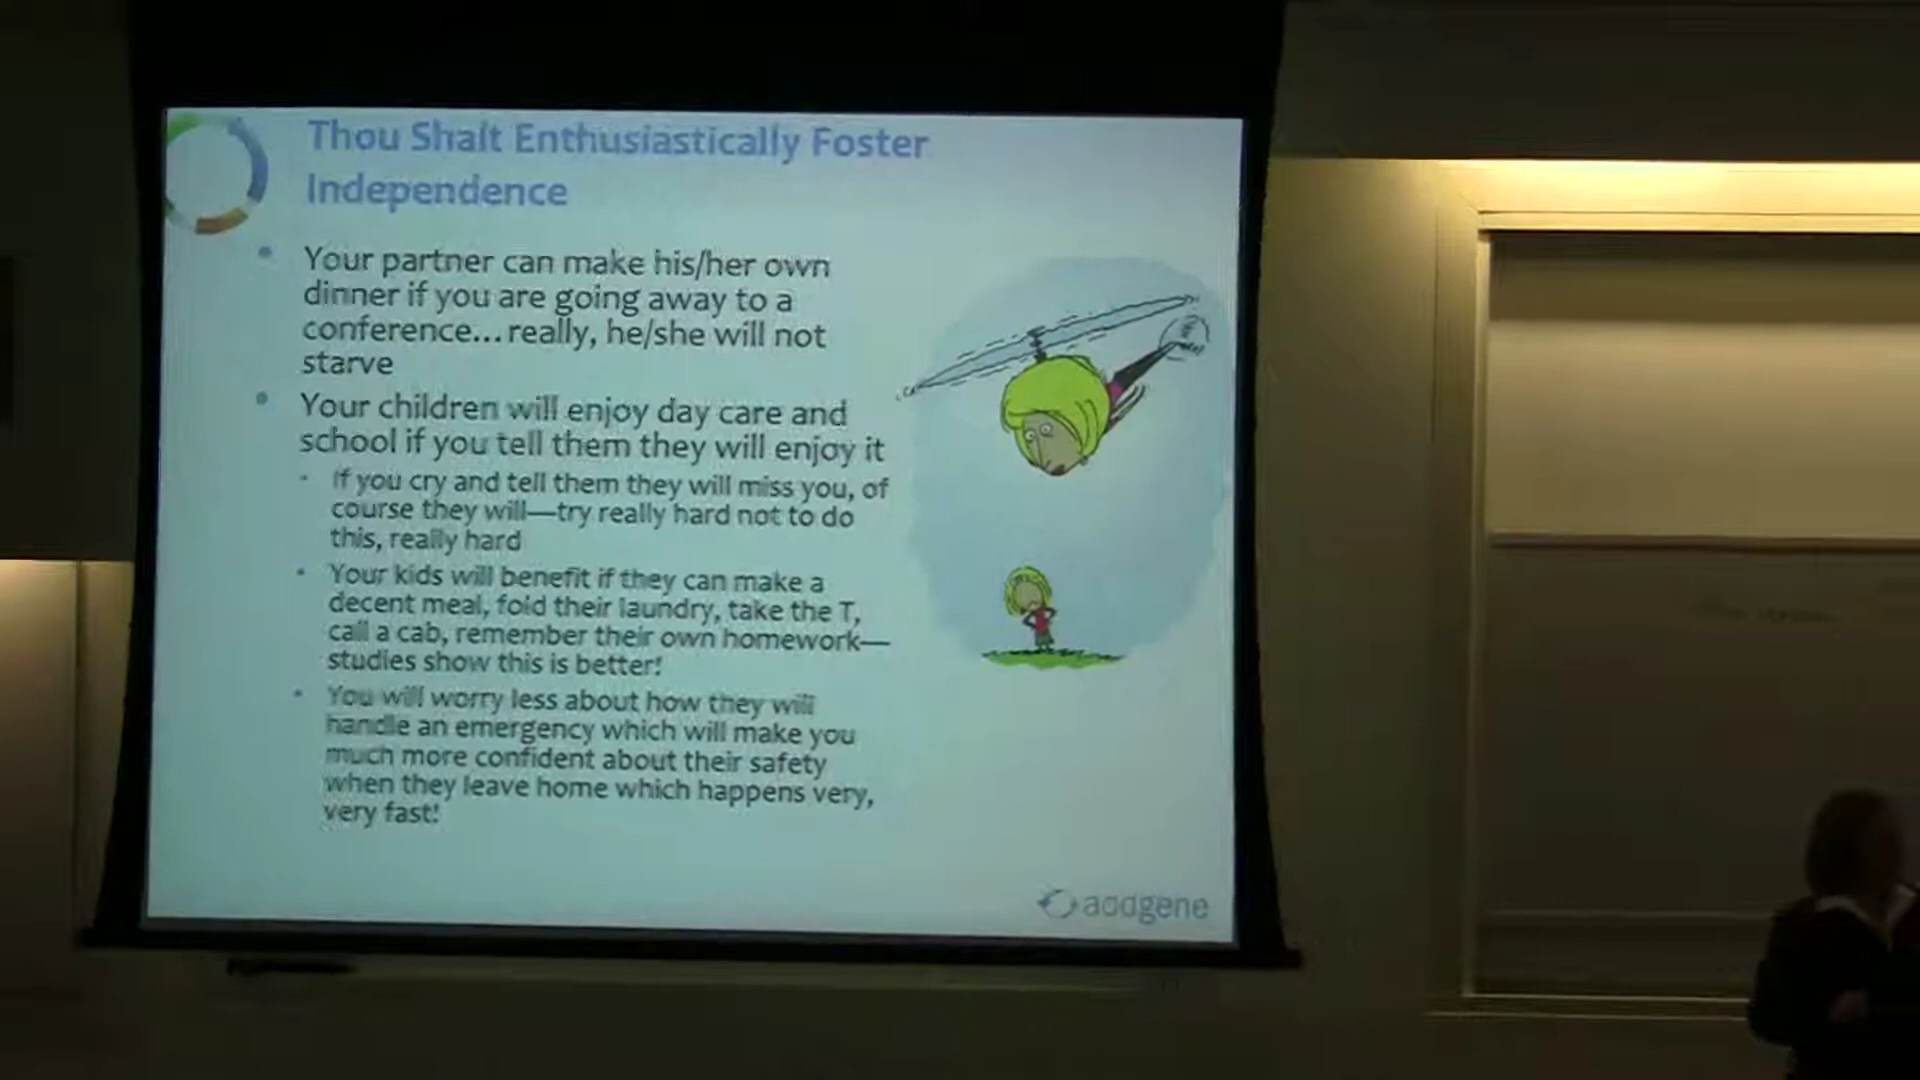 Thou Shalt Enthusiastically Foster
Independence
Your partner can make his/her own
dinner if you are going away to a
conference...really, he/she will not
starve
Your children will enjoy day care and
school if you tell them they will enjoy it
If you cry and tell them they will miss you, of
course they will—try really hard not to do
this, really hard
Your kids will benefit if they can make a
decent meal, fold their laundry, take the T,
call a cab, remember their own homework—
studies show this is better!
You will worry less about how they will
handle an emergency which will make you
much more confident about their safety
when they leave home which happens very,
very fast!
addgene